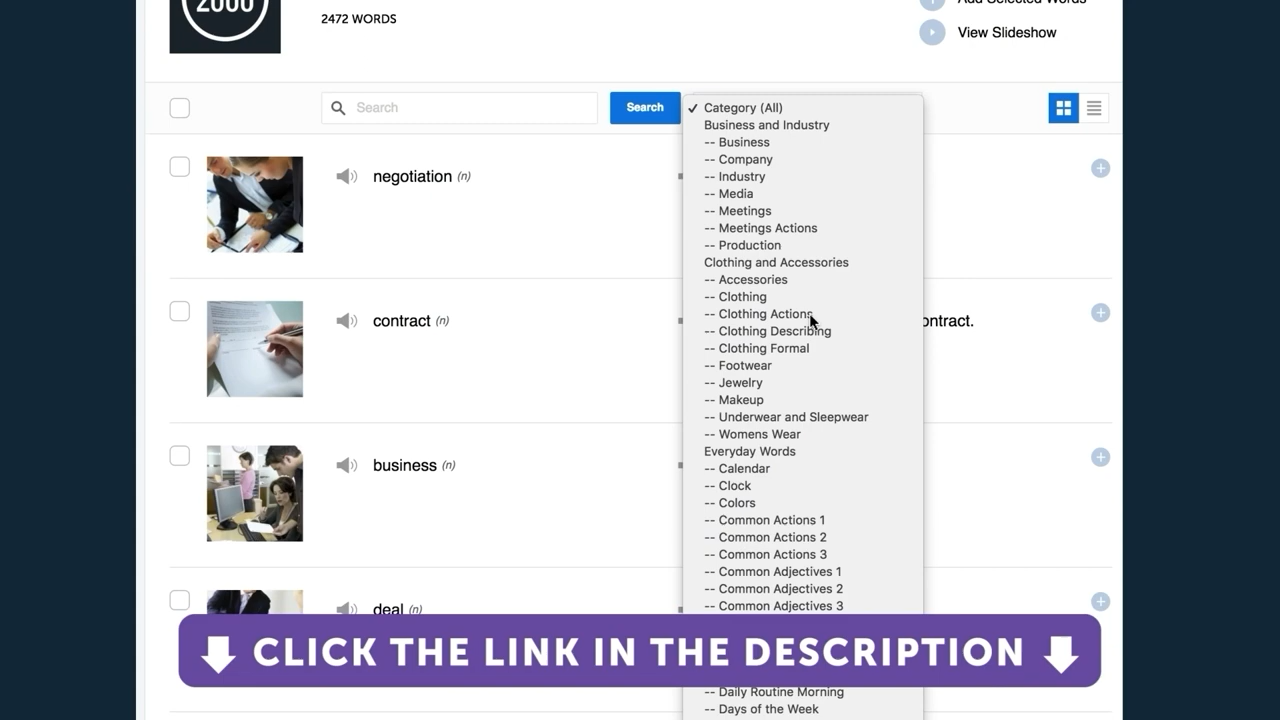 2000
2472 WORDS
Add Selected Words
View Slideshow
Search
Search
✓ Category (All)
Business and Industry
-- Business
-- Company
-- Industry
-- Media
-- Meetings
-- Meetings Actions
-- Production
Clothing and Accessories
-- Accessories
-- Clothing
-- Clothing Actions
-- Clothing Describing
-- Clothing Formal
-- Footwear
-- Jewelry
-- Makeup
-- Underwear and Sleepwear
-- Womens Wear
Everyday Words
-- Calendar
-- Clock
-- Colors
-- Common Actions 1
-- Common Actions 2
-- Common Actions 3
-- Common Adjectives 1
-- Common Adjectives 2
-- Common Adjectives 3
-- Daily Routine Morning
-- Days of the Week
negotiation (n)
contract (n)
ontract.
business (n)
deal (n)
CLICK THE LINK IN THE DESCRIPTION